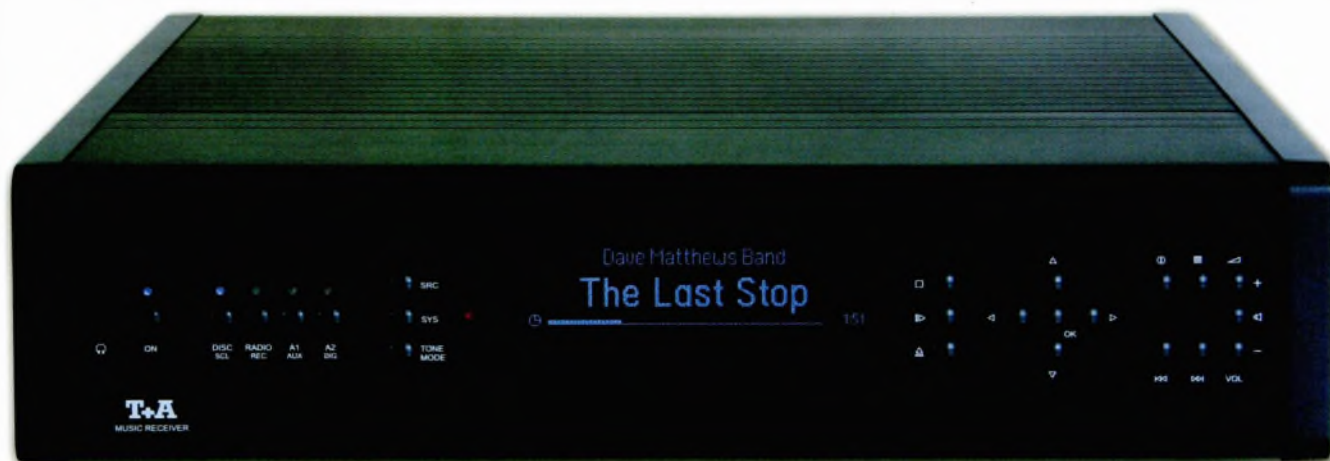 Dave Matthews Band
The Last Stop
1:51
SRC
SYS
TONE
MODE
ON
DISC
SCL
RADIO
REC
A1
AUX
A2
DIG
OK
VOL
+
−
T+A
MUSIC RECEIVER